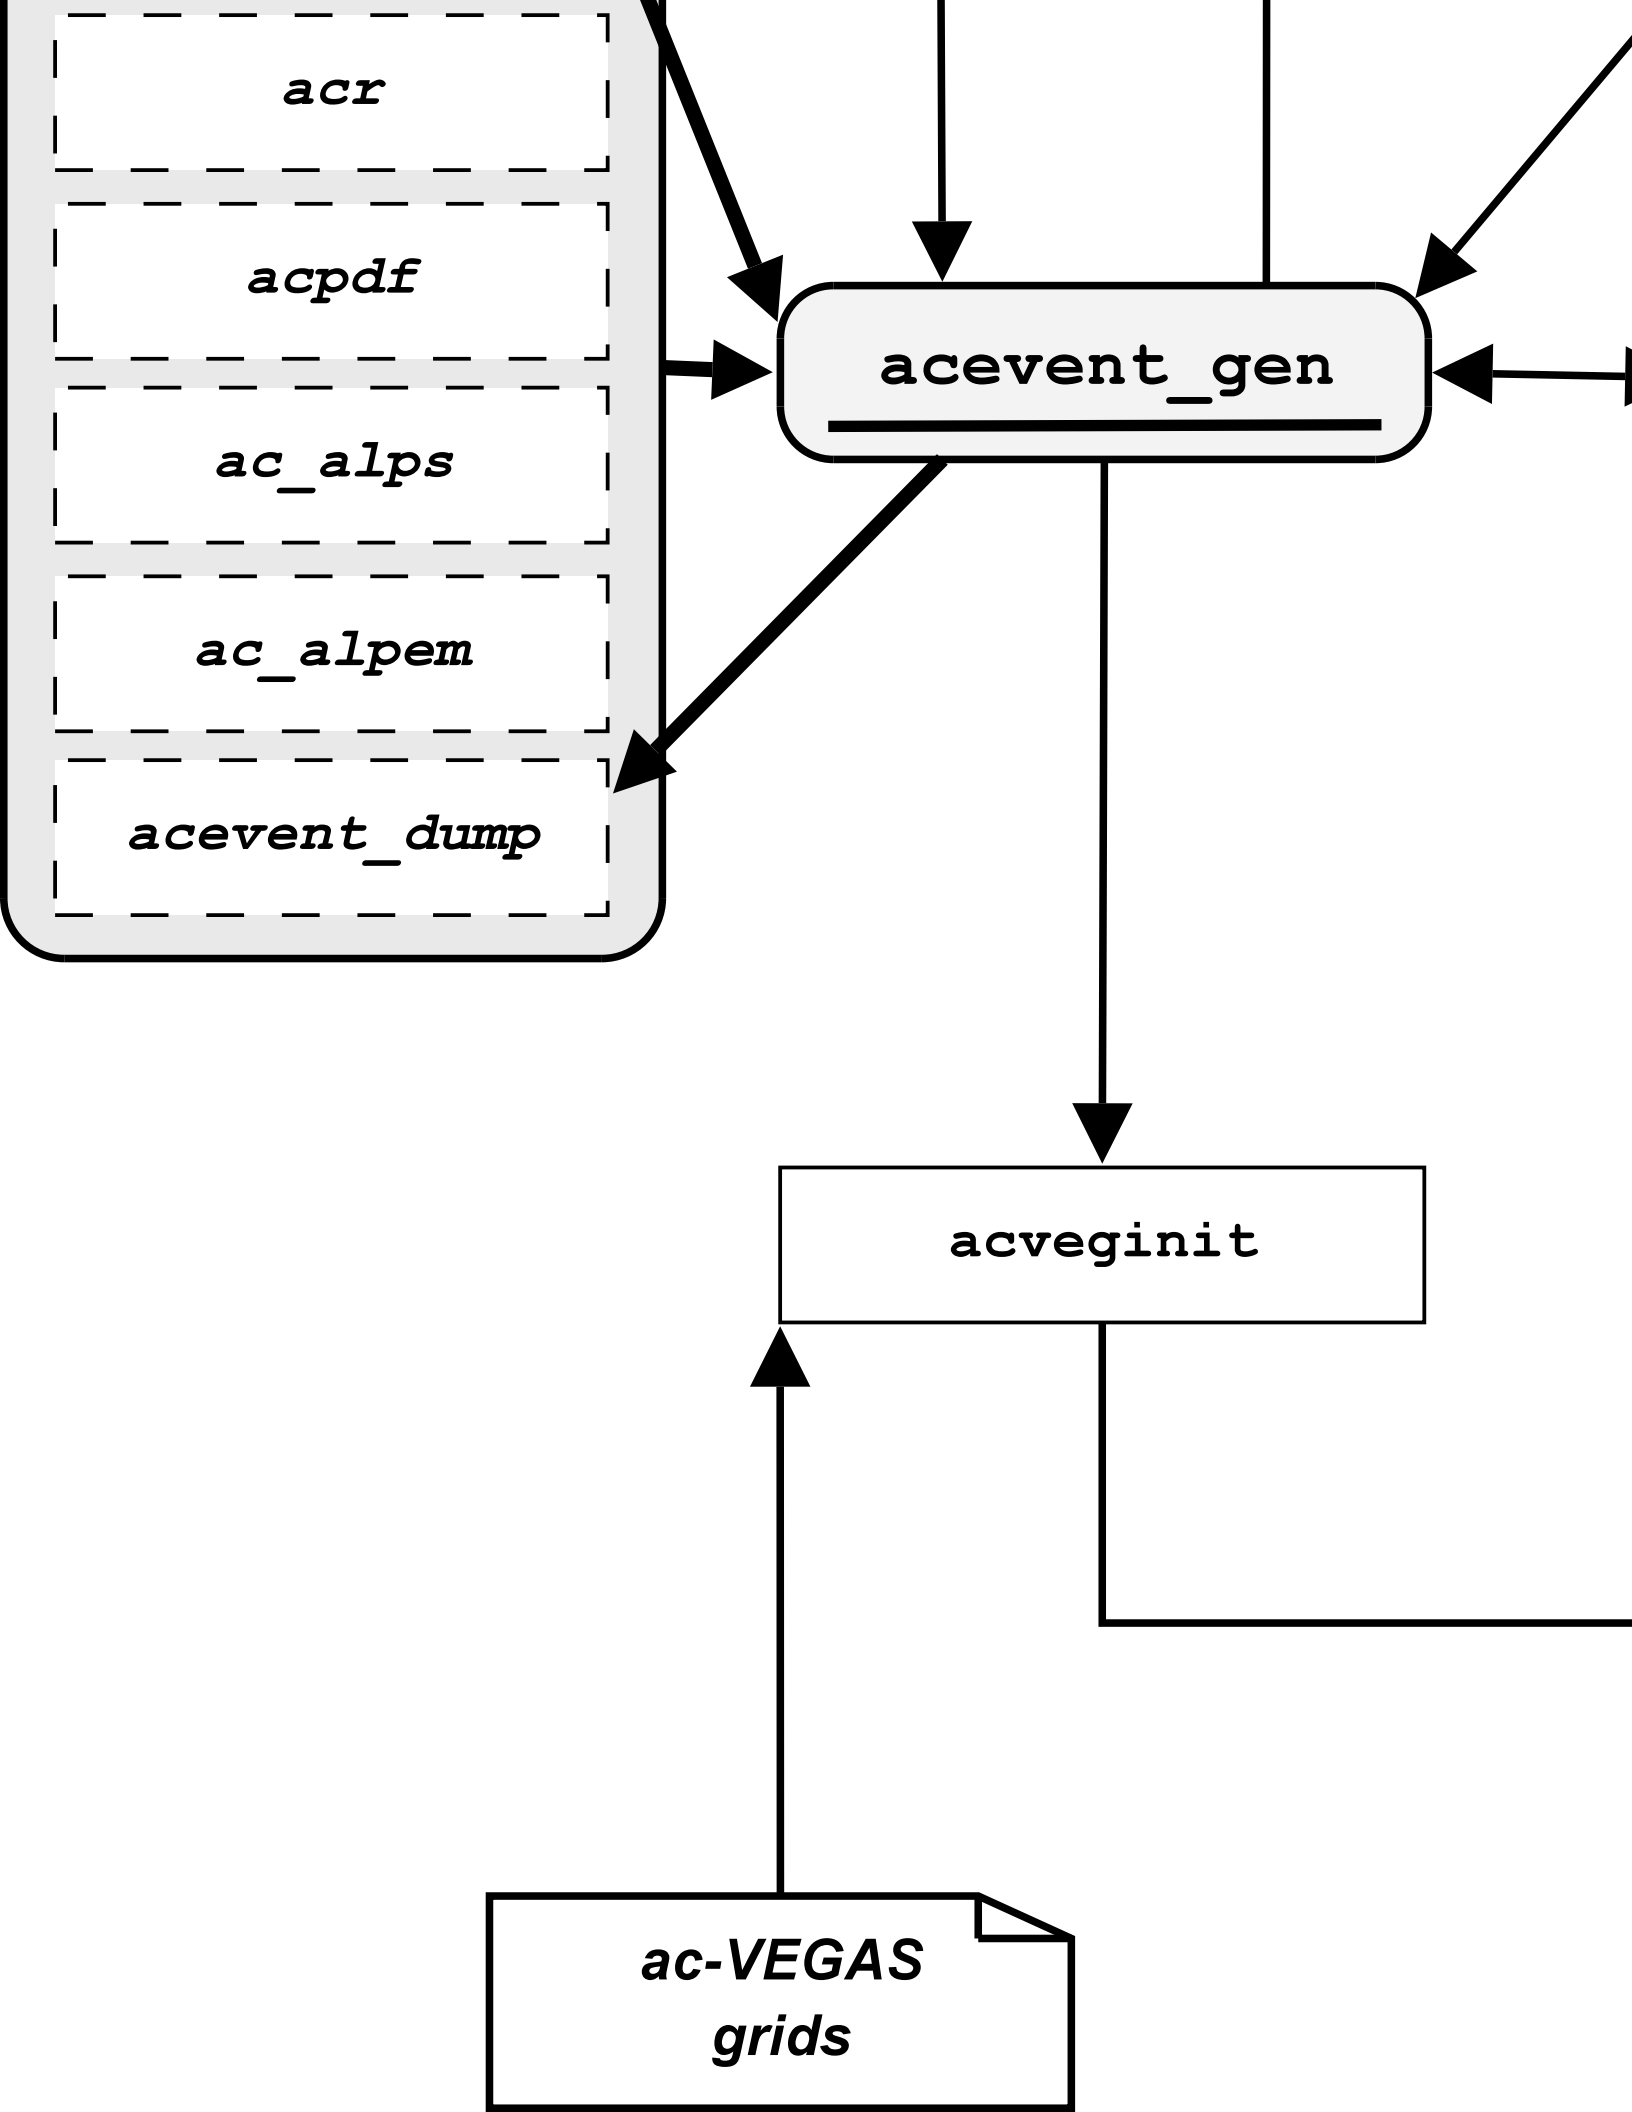 acr
acpdf
acevent_gen
ac_alps
ac_alpem
acevent_dump
acveginit
ac-VEGAS
grids